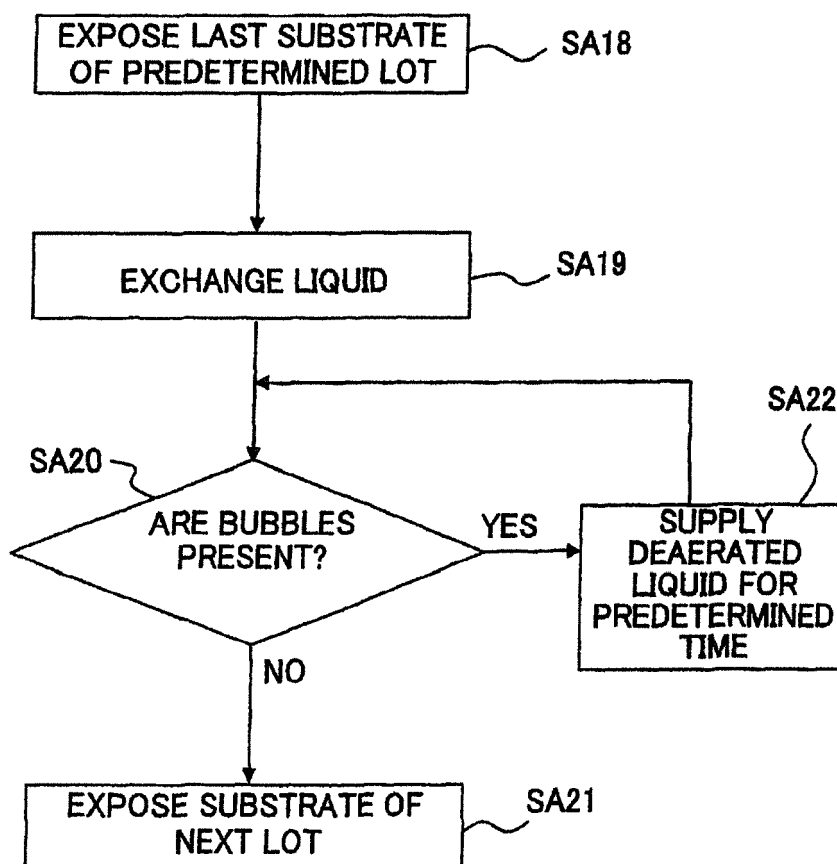 EXPOSE LAST SUBSTRATE
OF PREDETERMINED LOT
SA18
EXCHANGE LIQUID
SA19
SA22
SA20
ARE BUBBLES
PRESENT?
YES
SUPPLY
DEAERATED
LIQUID FOR
PREDETERMINED
TIME
NO
EXPOSE SUBSTRATE OF
NEXT LOT
SA21